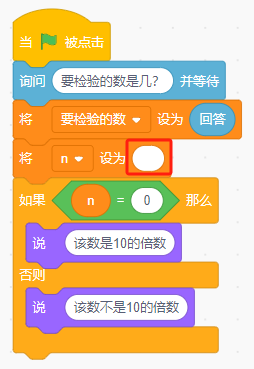 当 被点击
询问 要检验的数是几? 并等待
将 要检验的数 设为 回答
将 n 设为
如果 n = 0 那么
说 该数是10的倍数
否则
说 该数不是10的倍数